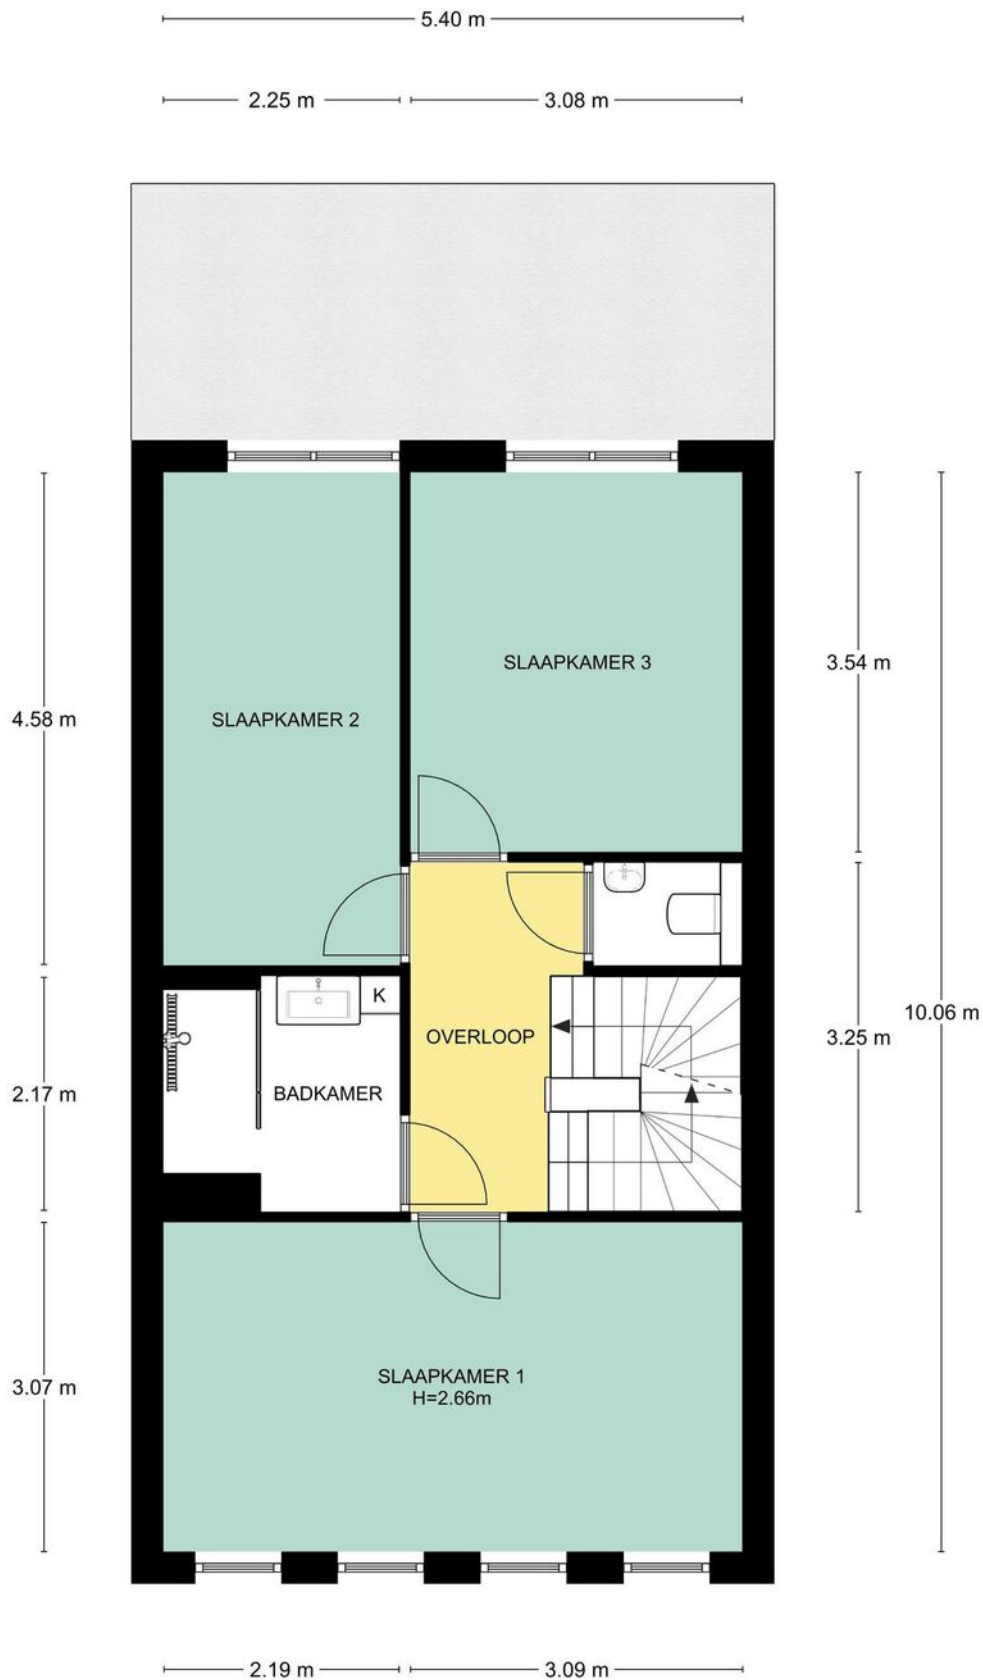 5.40 m
2.25 m
3.08 m
SLAAPKAMER 3
3.54 m
SLAAPKAMER 2
4.58 m
K
10.06 m
OVERLOOP
3.25 m
BADKAMER
2.17 m
SLAAPKAMER 1
H=2.66m
3.07 m
2.19 m
3.09 m